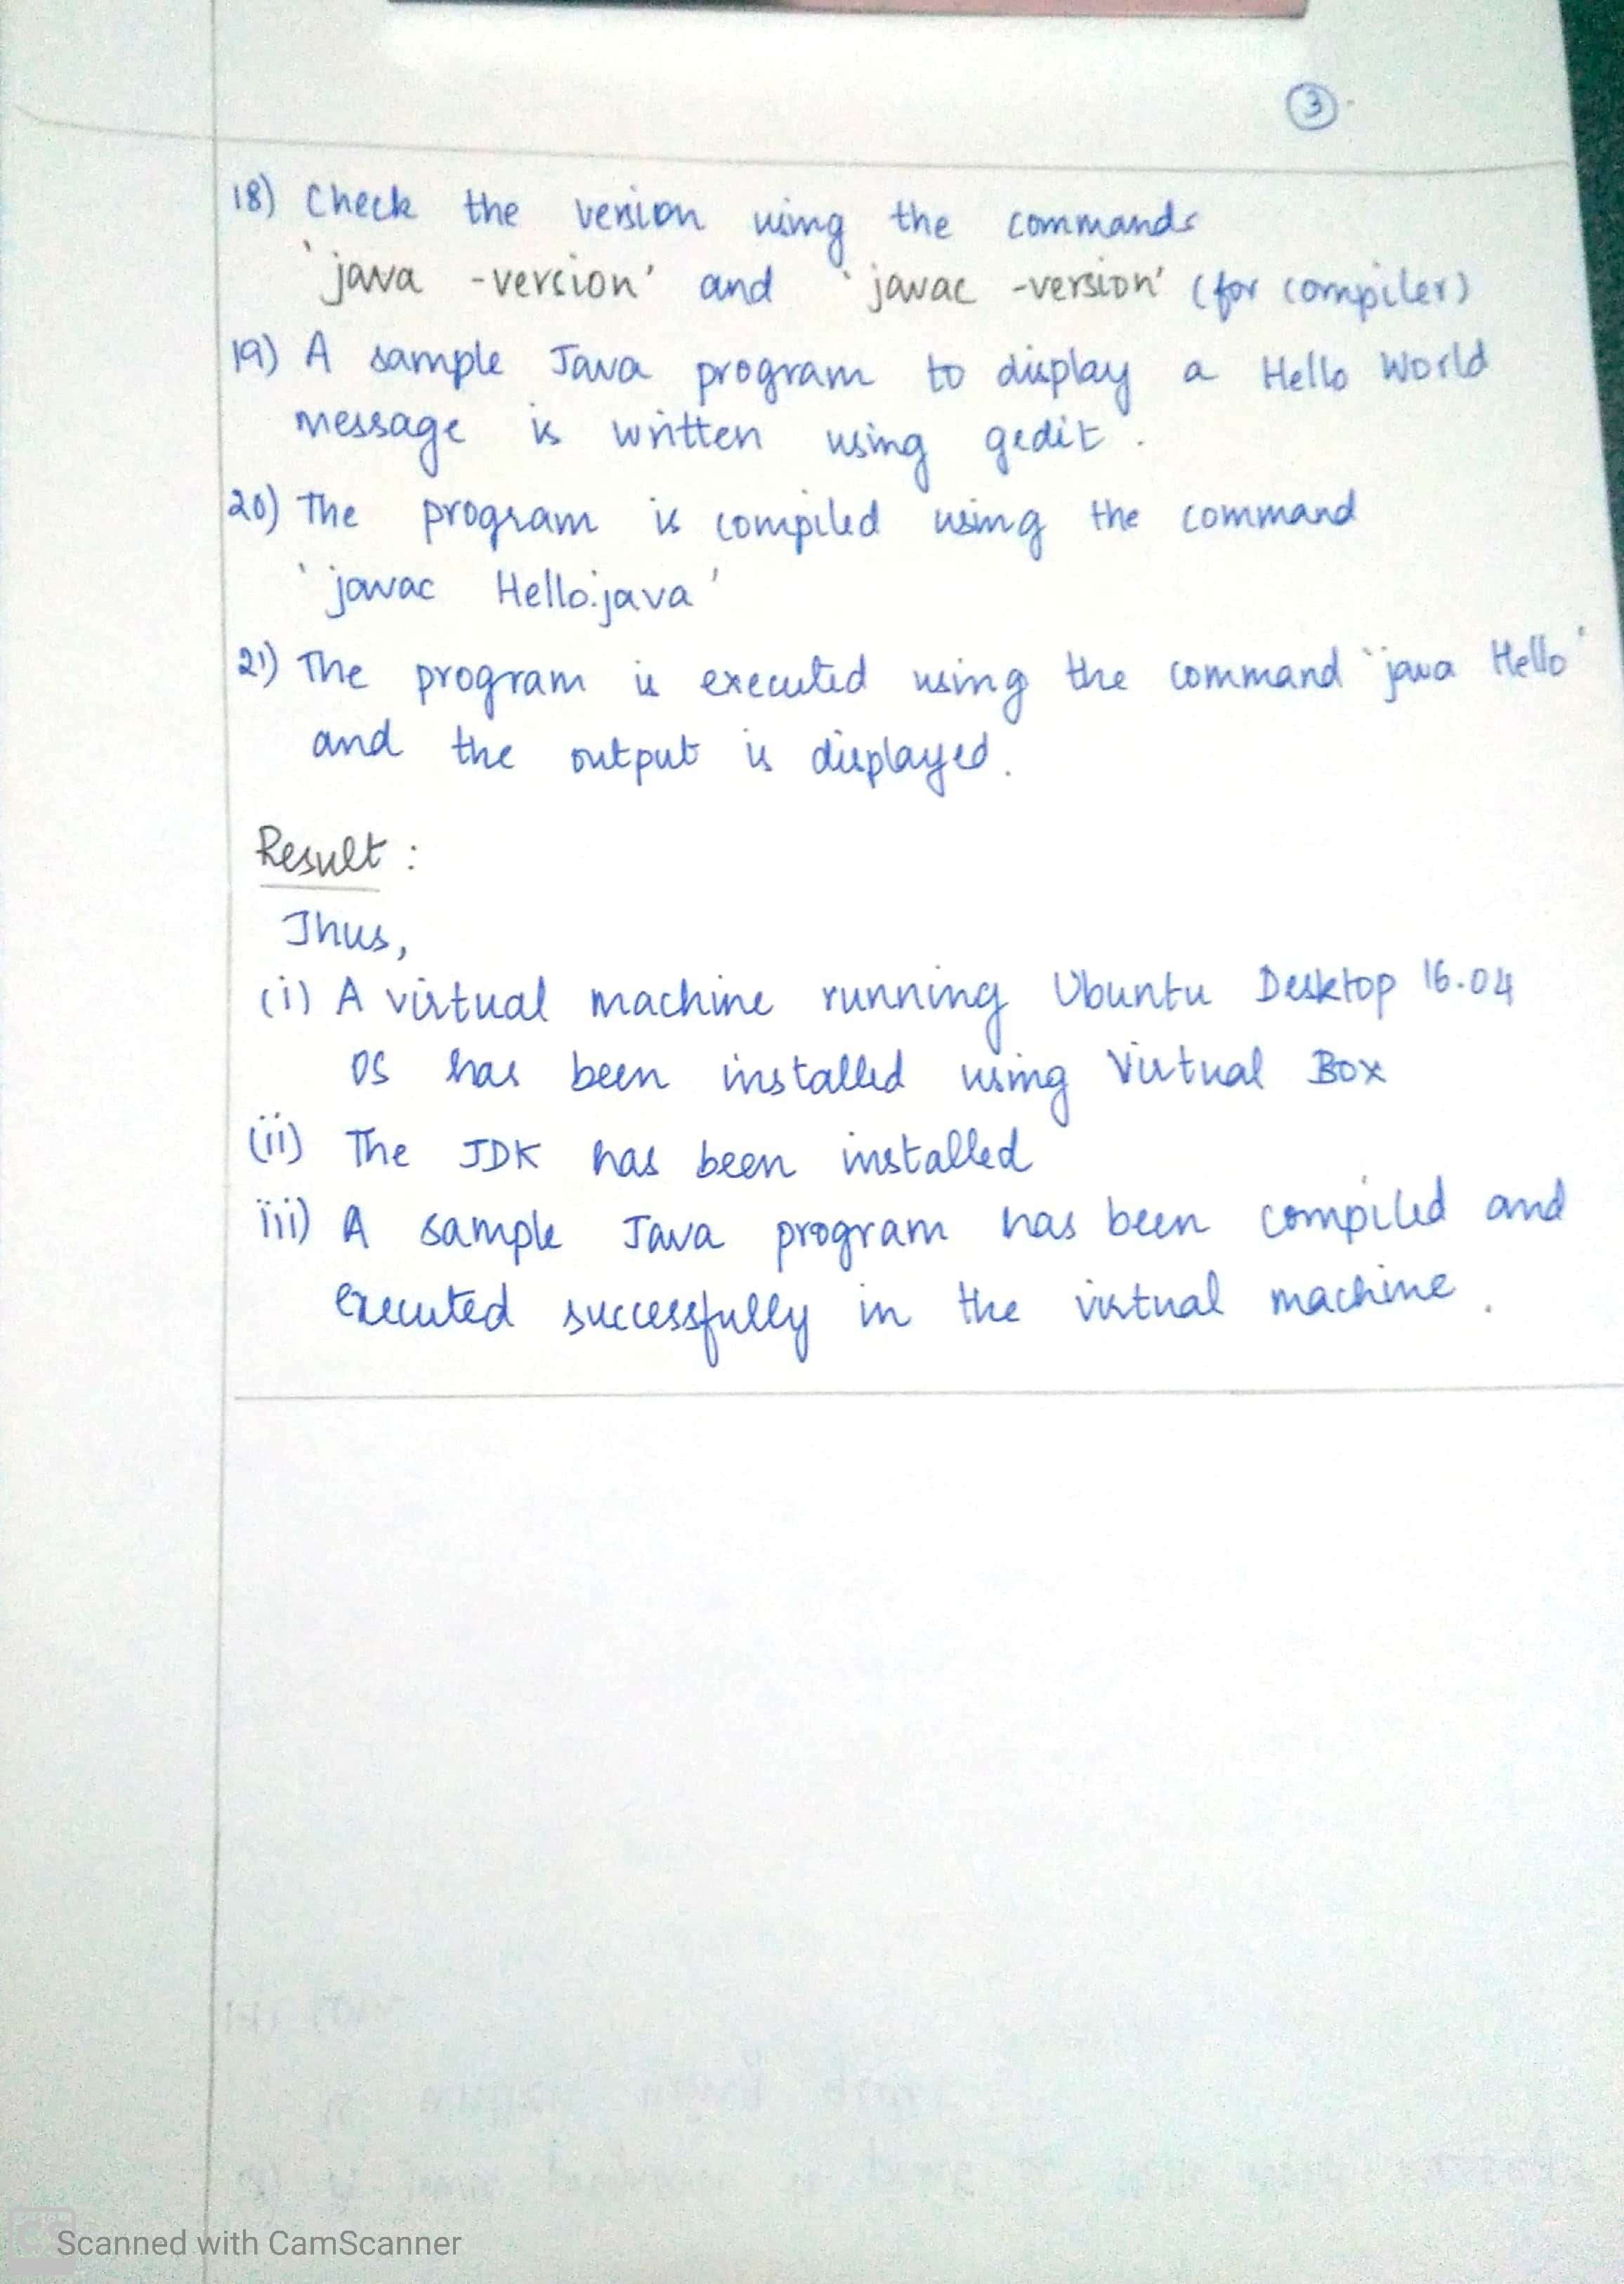 3
18) Check the version using the commands
'java -version' and 'javac -version' (for compiler)
19) A sample Java program to display a Hello World
message is written using gedit.
20) The program is compiled using the command
'javac Hello.java'
21) The program is executed using the command 'java Hello'
and the output is displayed.
Result :
Thus,
(i) A virtual machine running Ubuntu Desktop 16.04
OS has been installed using Virtual Box
(ii) The JDK has been installed
iii) A sample Java program has been compiled and
executed successfully in the virtual machine.
CS
Scanned with CamScanner